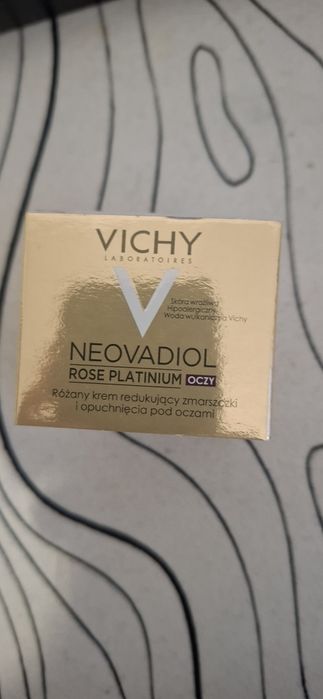 VICHY
LABORATOIRES
Skóra wrażliwa
Hipoalergiczny
Woda wulkaniczna Vichy
NEOVADIOL
ROSE PLATINIUM OCZY
Różany krem redukujący zmarszczki
i opuchnięcia pod oczami